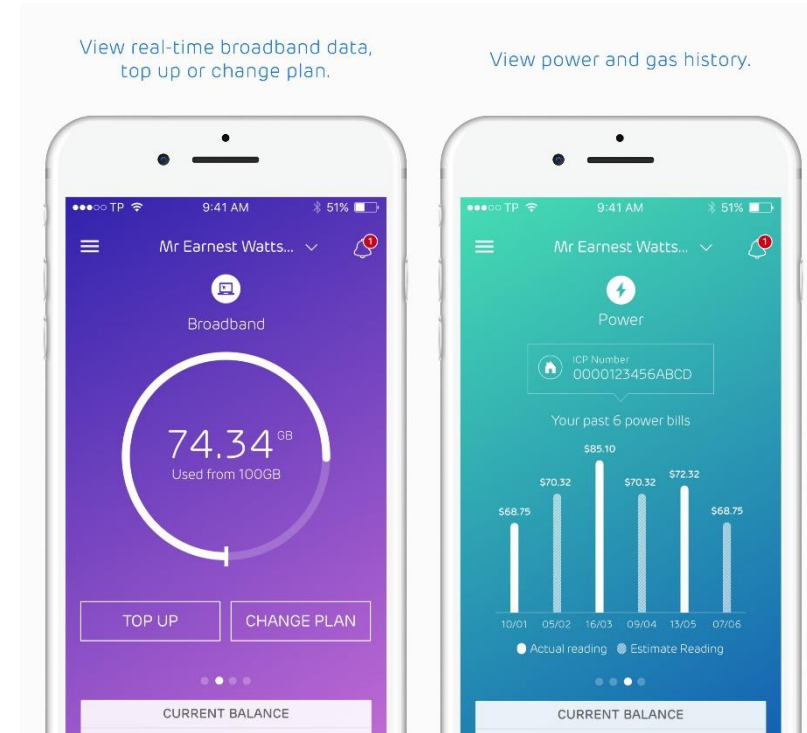 View real-time broadband data,
top up or change plan.
TP 9:41 AM 51%
Mr Earnest Watts...
1
Broadband
74.34 GB
Used from 100GB
TOP UP
CHANGE PLAN
CURRENT BALANCE
View power and gas history.
TP 9:41 AM 51%
Mr Earnest Watts...
1
Power
ICP Number
0000123456ABCD
Your past 6 power bills
$68.75 $70.32 $85.10 $70.32 $72.32 $68.75
10/01 05/02 16/03 09/04 13/05 07/06
Actual reading Estimate Reading
CURRENT BALANCE